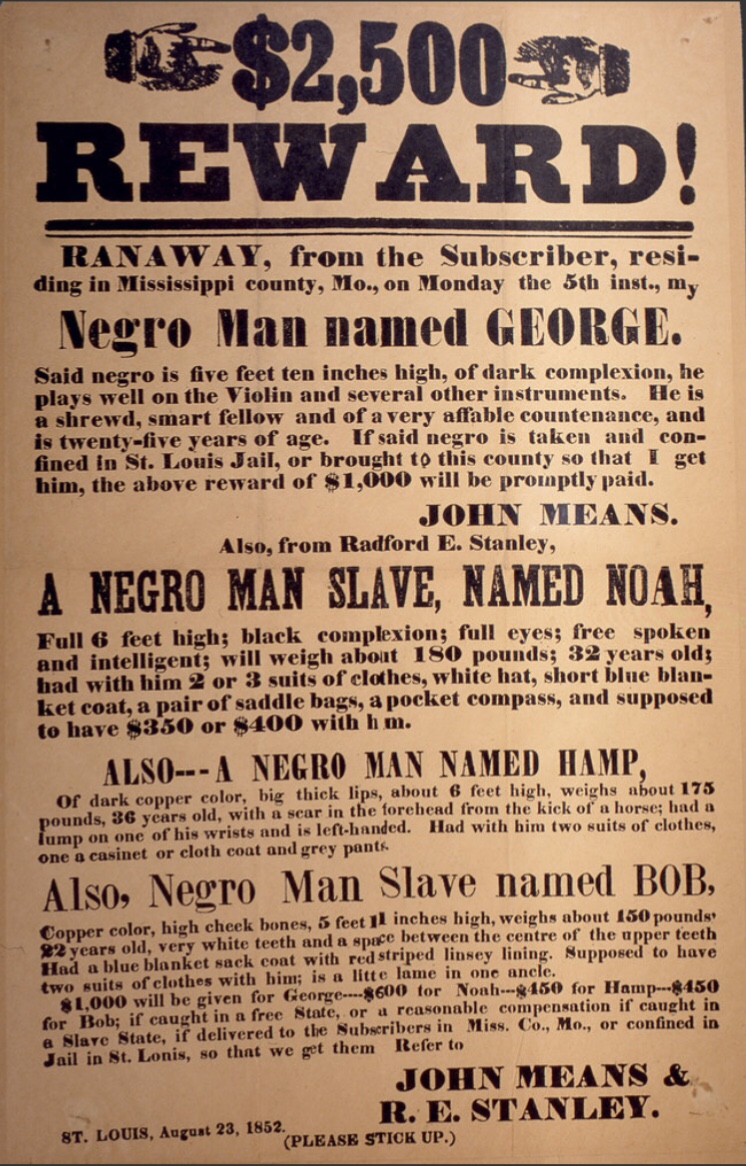 $2,500
REWARD!
RANAWAY, from the Subscriber, resi-
ding in Mississippi county, Mo., on Monday the 5th inst., my
Negro Man named GEORGE.
Said negro is five feet ten inches high, of dark complexion, he
plays well on the Violin and several other instruments. He is
a shrewd, smart fellow and of a very affable countenance, and
is twenty-five years of age. If said negro is taken and con-
fined in St. Louis Jail, or brought to this county so that I get
him, the above reward of $1,000 will be promptly paid.
JOHN MEANS.
Also, from Radford E. Stanley,
A NEGRO MAN SLAVE, NAMED NOAH,
Full 6 feet high; black complexion; full eyes; free spoken
and intelligent; will weigh about 180 pounds; 32 years old;
had with him 2 or 3 suits of clothes, white hat, short blue blan-
ket coat, a pair of saddle bags, a pocket compass, and supposed
to have $350 or $400 with h m.
ALSO---A NEGRO MAN NAMED HAMP,
Of dark copper color, big thick lips, about 6 feet high, weighs about 175
pounds, 36 years old, with a scar in the forehead from the kick of a horse; had a
lump on one of his wrists and is left-handed. Had with him two suits of clothes,
one a casinet or cloth coat and grey pants.
Also, Negro Man Slave named BOB,
Copper color, high cheek bones, 5 feet 11 inches high, weighs about 150 pounds,
22 years old, very white teeth and a space between the centre of the upper teeth
Had a blue blanket sack coat with red striped linsey lining. Supposed to have
two suits of clothes with him; is a litte lame in one ancle.
$1,000 will be given for George----$600 for Noah---$450 for Hamp---$450
for Bob; if caught in a free State, or a reasonable compensation if caught in
a Slave State, if delivered to the Subscribers in Miss. Co., Mo., or confined in
Jail in St. Lonis, so that we get them Refer to
JOHN MEANS &
R. E. STANLEY.
ST. LOUIS, August 23, 1852.
(PLEASE STICK UP.)